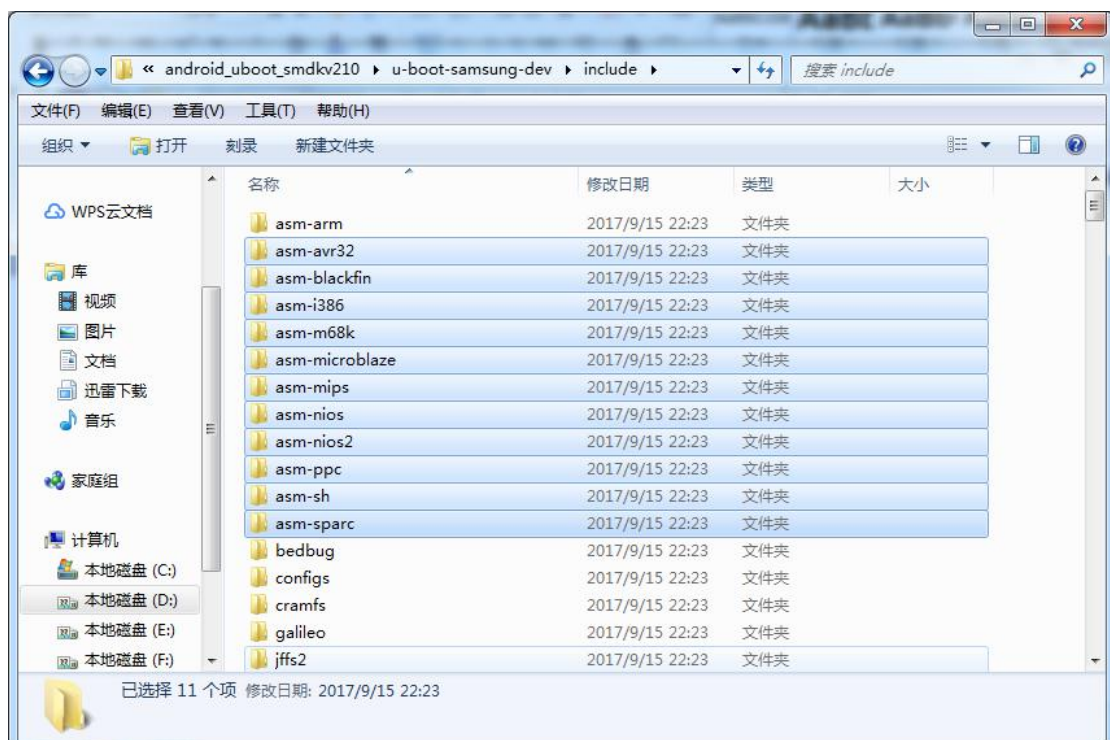 « android_uboot_smdkv210 ▸ u-boot-samsung-dev ▸ include ▸ 搜索 include
文件(F) 编辑(E) 查看(V) 工具(T) 帮助(H)
组织 打开 刻录 新建文件夹
名称 修改日期 类型 大小
WPS云文档
库
视频
图片
文档
迅雷下载
音乐
家庭组
计算机
本地磁盘 (C:)
本地磁盘 (D:)
本地磁盘 (E:)
本地磁盘 (F:)
asm-arm 2017/9/15 22:23 文件夹
asm-avr32 2017/9/15 22:23 文件夹
asm-blackfin 2017/9/15 22:23 文件夹
asm-i386 2017/9/15 22:23 文件夹
asm-m68k 2017/9/15 22:23 文件夹
asm-microblaze 2017/9/15 22:23 文件夹
asm-mips 2017/9/15 22:23 文件夹
asm-nios 2017/9/15 22:23 文件夹
asm-nios2 2017/9/15 22:23 文件夹
asm-ppc 2017/9/15 22:23 文件夹
asm-sh 2017/9/15 22:23 文件夹
asm-sparc 2017/9/15 22:23 文件夹
bedbug 2017/9/15 22:23 文件夹
configs 2017/9/15 22:23 文件夹
cramfs 2017/9/15 22:23 文件夹
galileo 2017/9/15 22:23 文件夹
jffs2 2017/9/15 22:23 文件夹
已选择 11 个项 修改日期: 2017/9/15 22:23